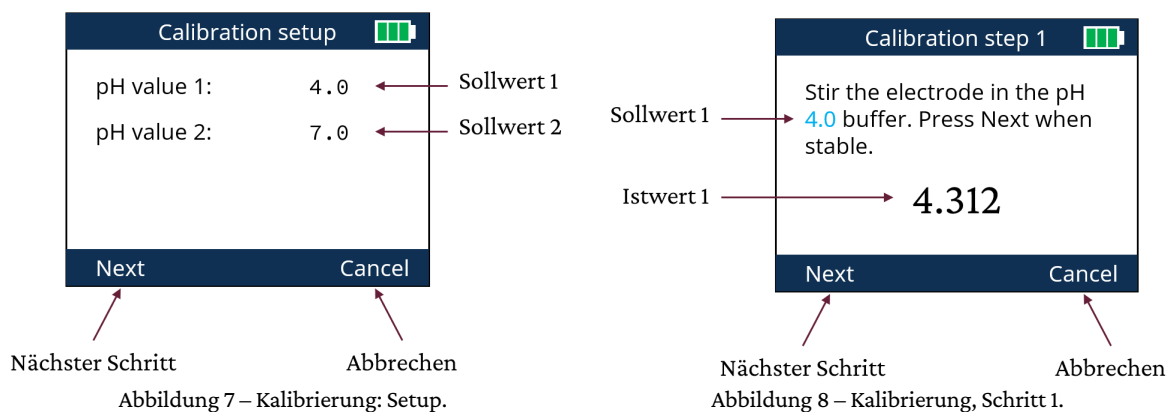 Calibration setup
pH value 1: 4.0
Sollwert 1
pH value 2: 7.0
Sollwert 2
Next Cancel
Nächster Schritt
Abbrechen
Abbildung 7 – Kalibrierung: Setup.
Calibration step 1
Stir the electrode in the pH
4.0 buffer. Press Next when
stable.
Sollwert 1
Istwert 1
4.312
Next Cancel
Nächster Schritt
Abbrechen
Abbildung 8 – Kalibrierung, Schritt 1.